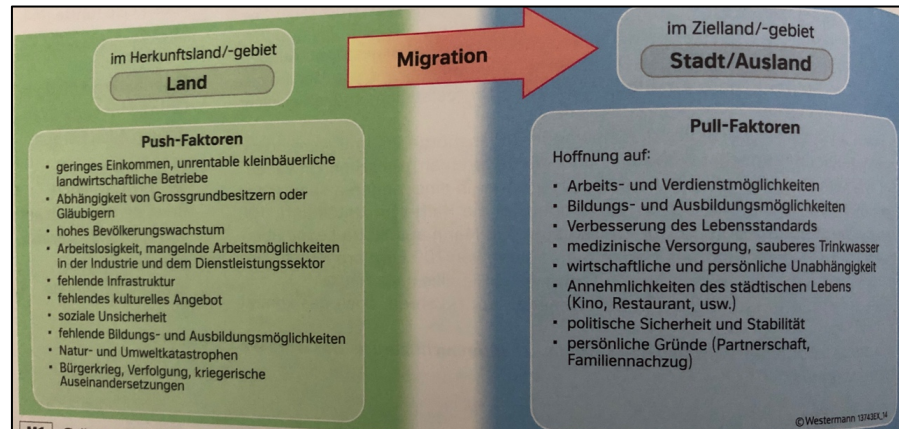 im Herkunftsland/-gebiet
Land
Migration
im Zielland/-gebiet
Stadt/Ausland
Push-Faktoren
• geringes Einkommen, unrentable kleinbäuerliche
landwirtschaftliche Betriebe
• Abhängigkeit von Grossgrundbesitzern oder
Gläubigern
• hohes Bevölkerungswachstum
• Arbeitslosigkeit, mangelnde Arbeitsmöglichkeiten
in der Industrie und dem Dienstleistungssektor
• fehlende Infrastruktur
• fehlendes kulturelles Angebot
• soziale Unsicherheit
• fehlende Bildungs- und Ausbildungsmöglichkeiten
• Natur- und Umweltkatastrophen
• Bürgerkrieg, Verfolgung, kriegerische
Auseinandersetzungen
Pull-Faktoren
Hoffnung auf:
• Arbeits- und Verdienstmöglichkeiten
• Bildungs- und Ausbildungsmöglichkeiten
• Verbesserung des Lebensstandards
• medizinische Versorgung, sauberes Trinkwasser
• wirtschaftliche und persönliche Unabhängigkeit
• Annehmlichkeiten des städtischen Lebens
(Kino, Restaurant, usw.)
• politische Sicherheit und Stabilität
• persönliche Gründe (Partnerschaft,
Familiennachzug)
© Westermann 13743EX_14